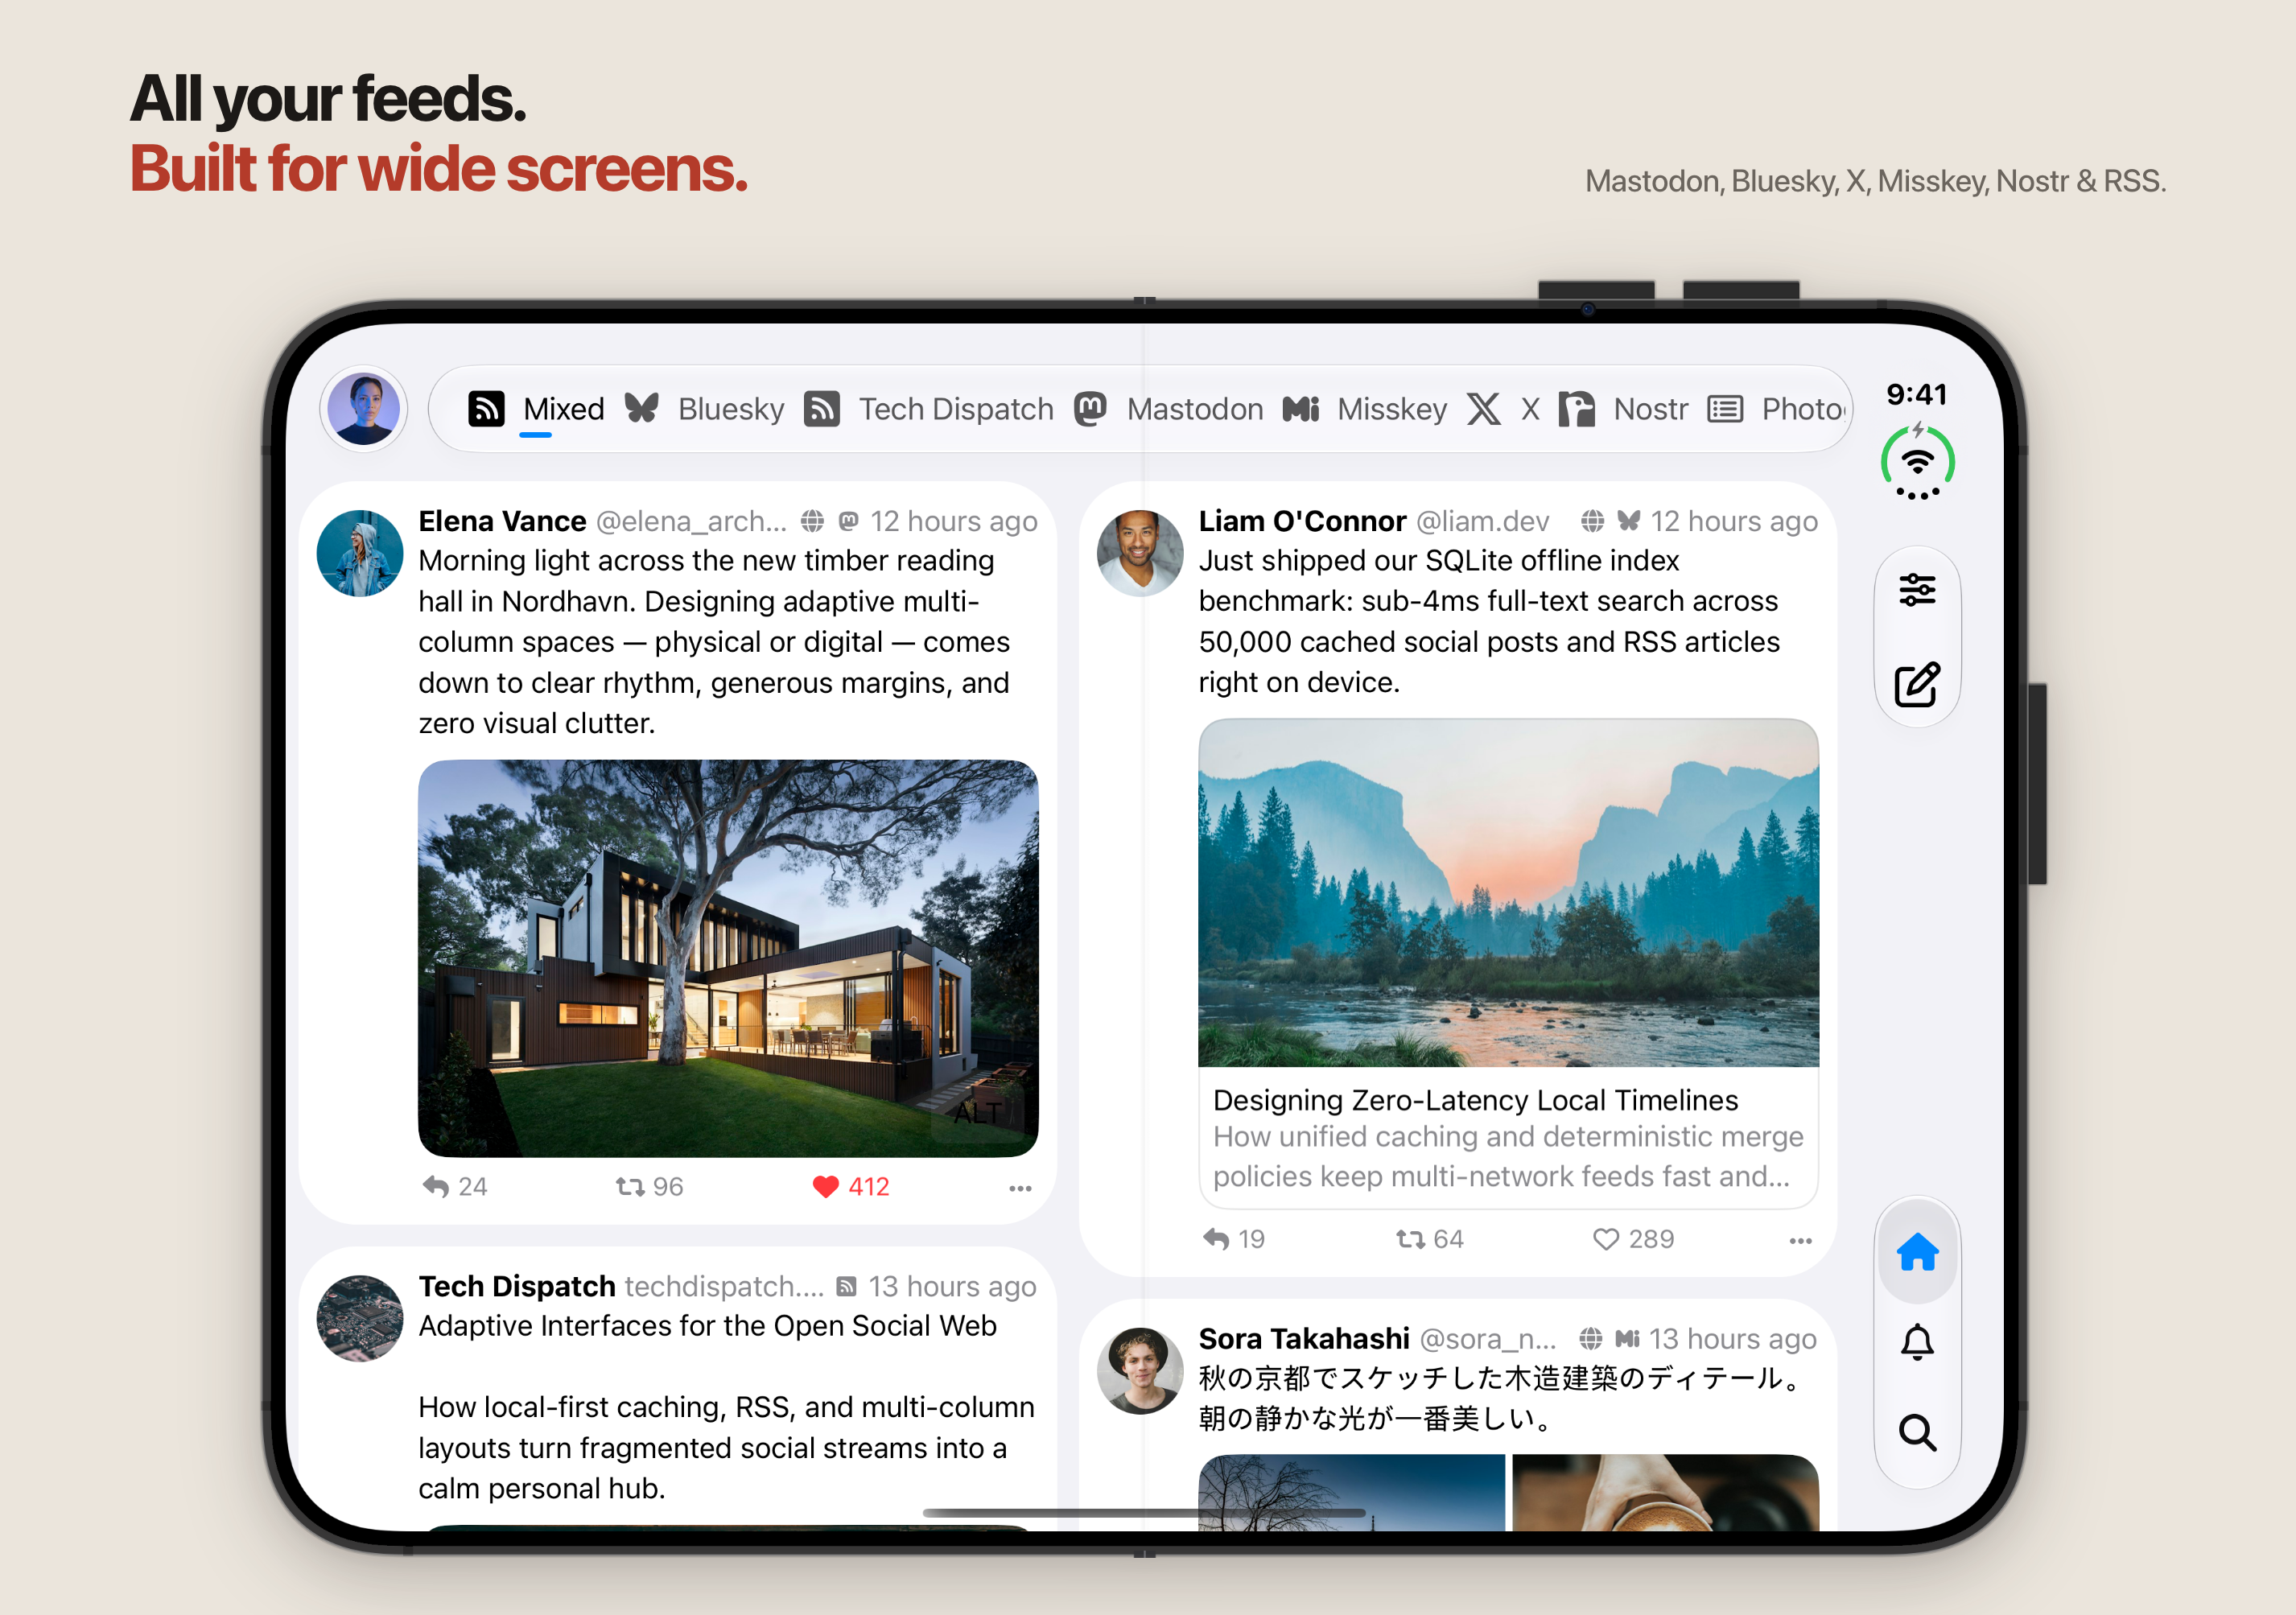 All your feeds.
Built for wide screens.
Mastodon, Bluesky, X, Misskey, Nostr & RSS.
Mixed Bluesky Tech Dispatch Mastodon Misskey X Nostr Photo
9:41
Elena Vance @elena_arch... 12 hours ago
Morning light across the new timber reading
hall in Nordhavn. Designing adaptive multi-
column spaces — physical or digital — comes
down to clear rhythm, generous margins, and
zero visual clutter.
ALT
24 96 412
Tech Dispatch techdispatch.... 13 hours ago
Adaptive Interfaces for the Open Social Web
How local-first caching, RSS, and multi-column
layouts turn fragmented social streams into a
calm personal hub.
Liam O'Connor @liam.dev 12 hours ago
Just shipped our SQLite offline index
benchmark: sub-4ms full-text search across
50,000 cached social posts and RSS articles
right on device.
Designing Zero-Latency Local Timelines
How unified caching and deterministic merge
policies keep multi-network feeds fast and...
19 64 289
Sora Takahashi @sora_n... 13 hours ago
秋の京都でスケッチした木造建築のディテール。
朝の静かな光が一番美しい。